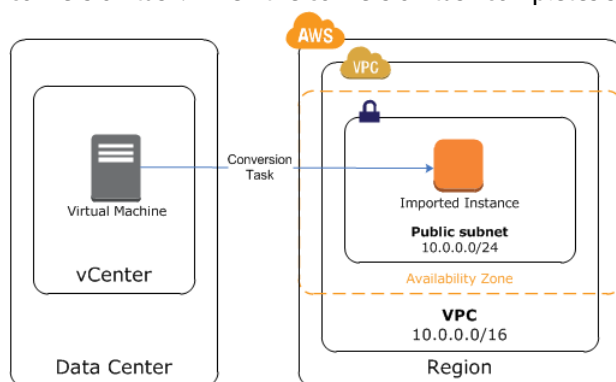 AWS
VPC
Conversion
Task
Virtual Machine
Imported Instance
Public subnet
10.0.0.0/24
vCenter
Availability Zone
VPC
10.0.0.0/16
Data Center
Region